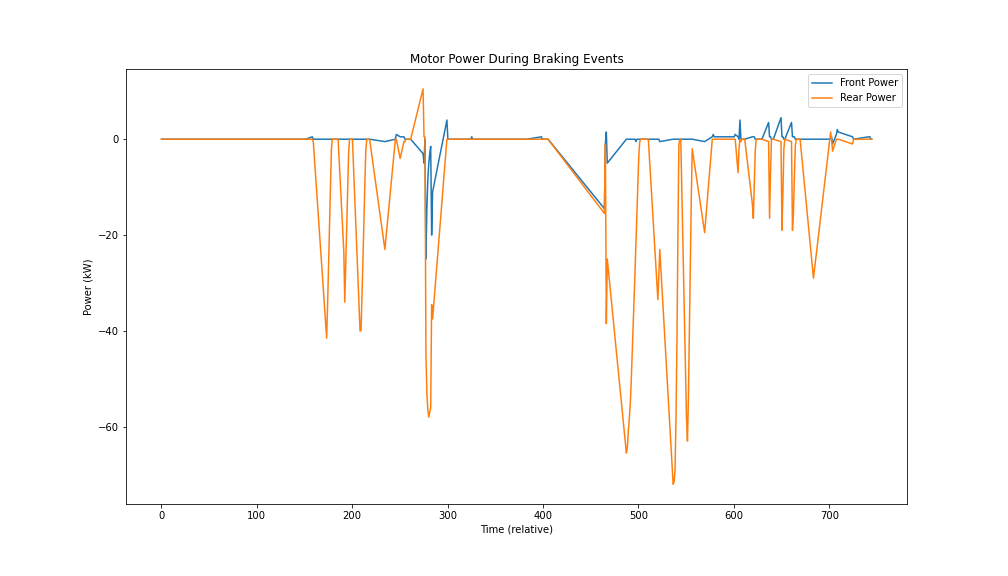 Motor Power During Braking Events
Front Power
Rear Power
0
−20
−40
−60
Power (kW)
0 100 200 300 400 500 600 700
Time (relative)